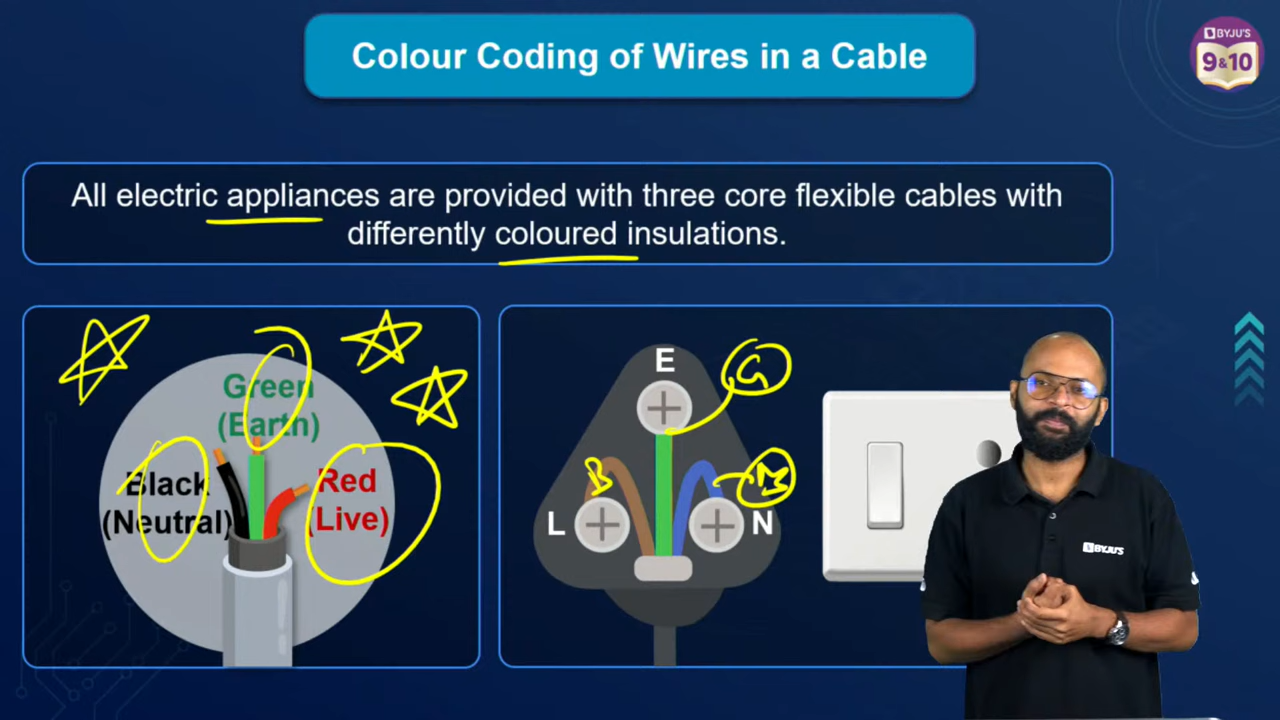 Colour Coding of Wires in a Cable
BYJU'S
9&10
All electric appliances are provided with three core flexible cables with
differently coloured insulations.
Green
(Earth)
Black
(Neutral)
Red
(Live)
E
G
B
L
N
BYJU'S